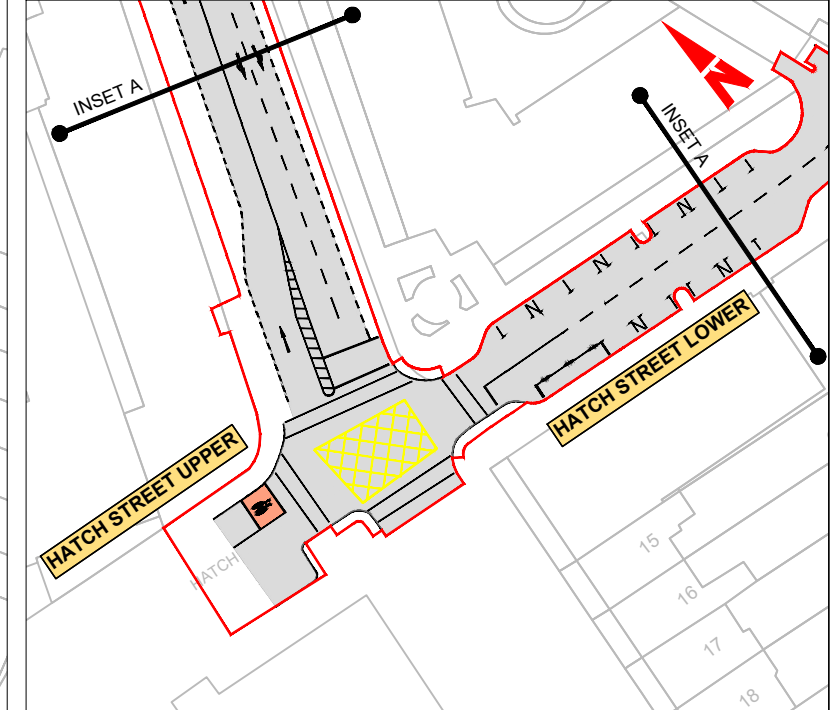 INSET A
INSET A
N
HATCH STREET LOWER
HATCH STREET UPPER
HATCH
15
16
17
18